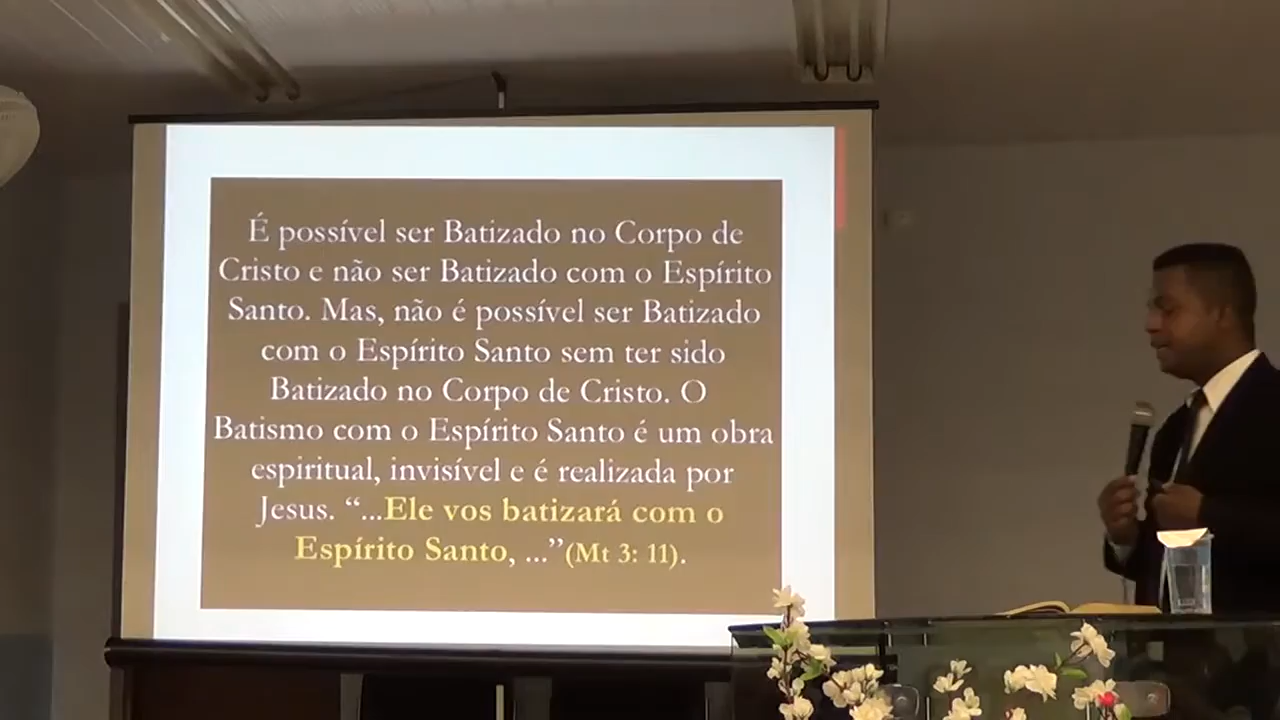 É possível ser Batizado no Corpo de
Cristo e não ser Batizado com o Espírito
Santo. Mas, não é possível ser Batizado
com o Espírito Santo sem ter sido
Batizado no Corpo de Cristo. O
Batismo com o Espírito Santo é um obra
espiritual, invisível e é realizada por
Jesus. “...Ele vos batizará com o
Espírito Santo, ...”(Mt 3: 11).